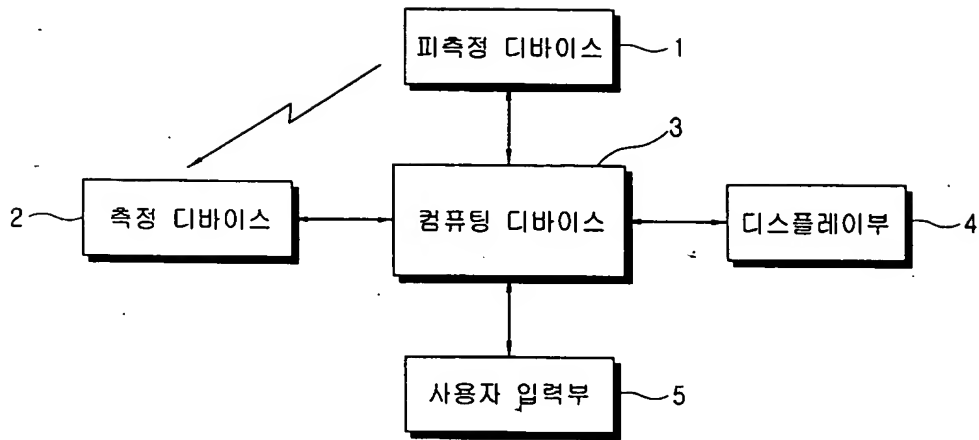 피측정 디바이스
1
3
2
측정 디바이스
컴퓨팅 디바이스
디스플레이부
4
사용자 입력부
5